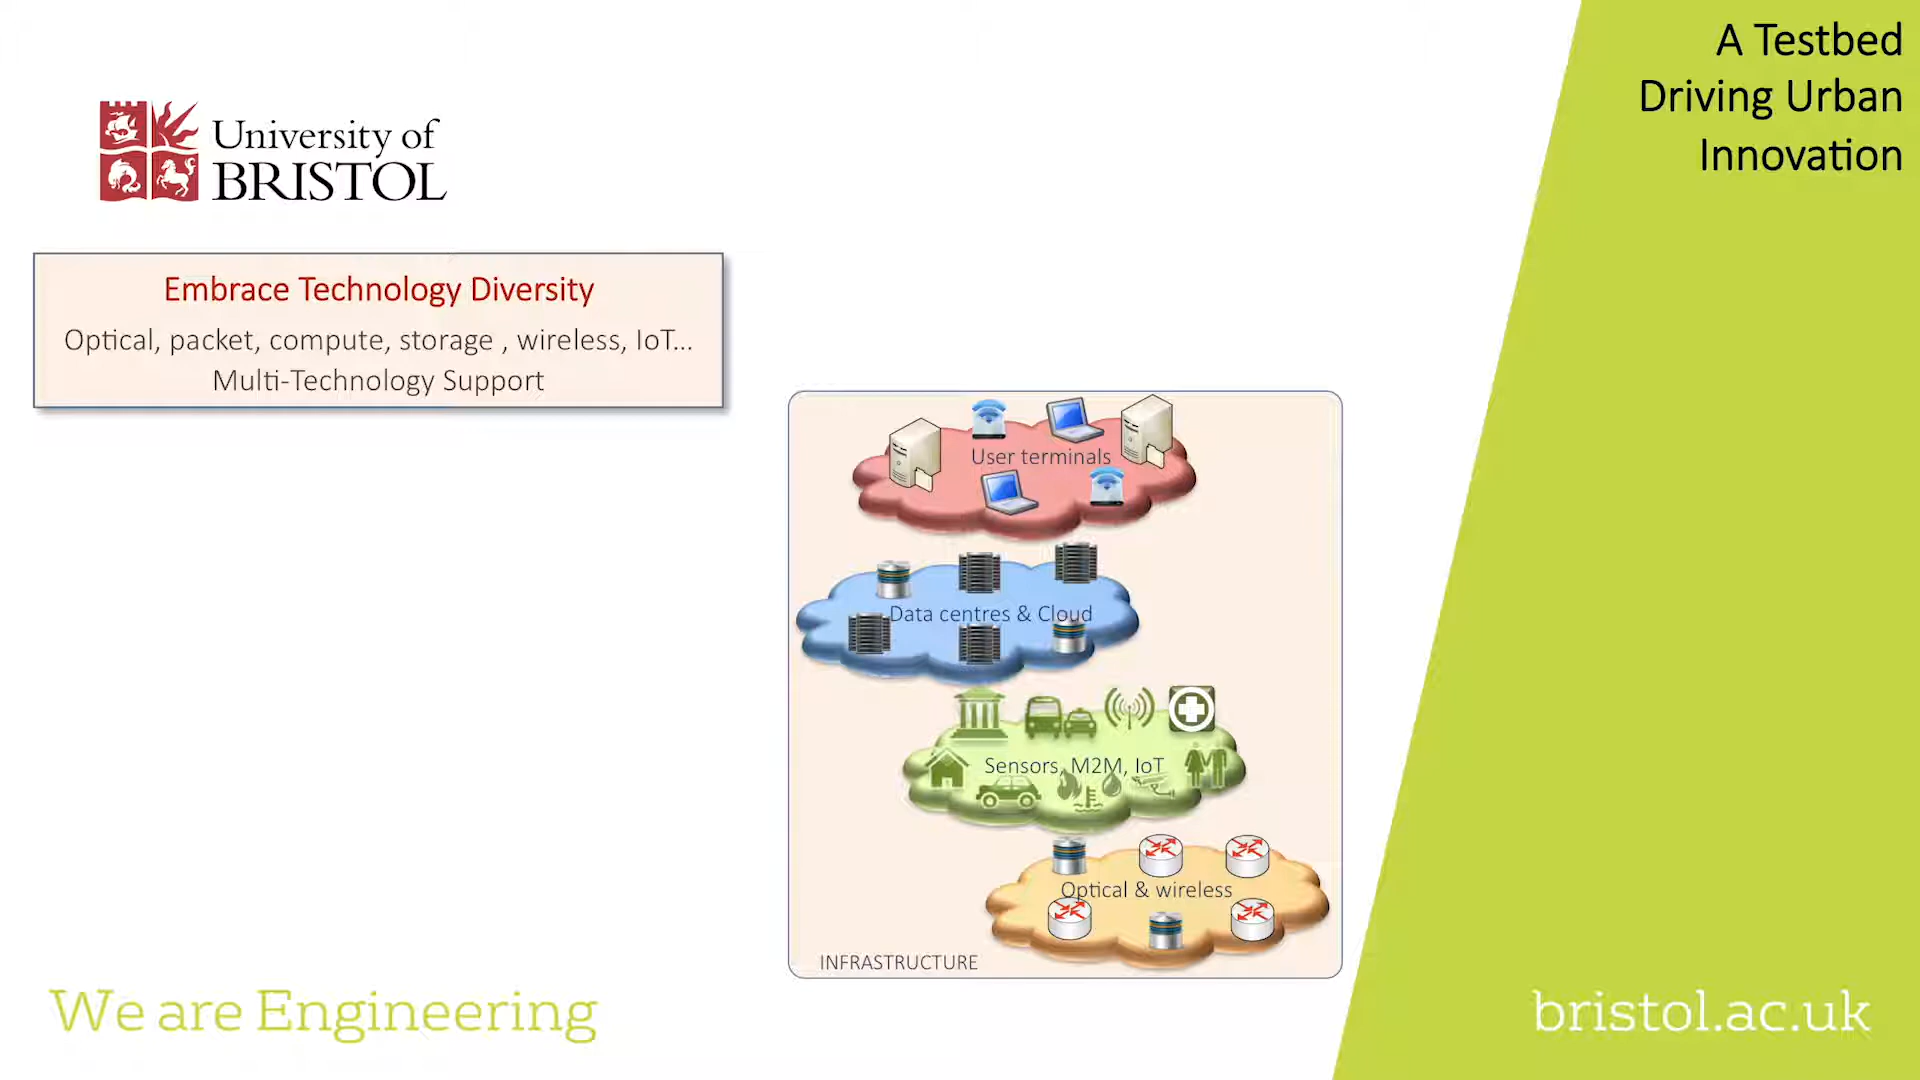 A Testbed
Driving Urban
Innovation
University of
BRISTOL
Embrace Technology Diversity
Optical, packet, compute, storage , wireless, IoT...
Multi-Technology Support
User terminals
Data centres & Cloud
Sensors, M2M, IoT
Optical & wireless
INFRASTRUCTURE
We are Engineering
bristol.ac.uk